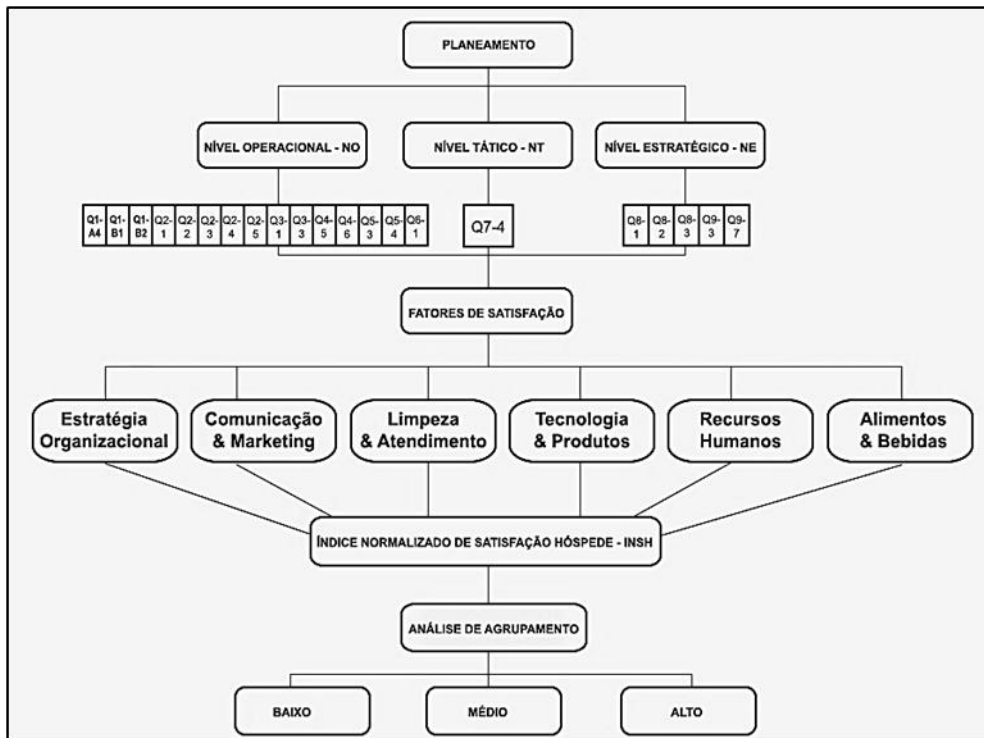 PLANEAMENTO
NÍVEL OPERACIONAL - NO
NÍVEL TÁTICO - NT
NÍVEL ESTRATÉGICO - NE
Q1-A4 Q1-B1 Q1-B2 Q2-1 Q2-2 Q2-3 Q2-4 Q2-5 Q3-1 Q3-3 Q4-5 Q4-6 Q5-3 Q5-4 Q6-1
Q7-4
Q8-1 Q8-2 Q8-3 Q9-3 Q9-7
FATORES DE SATISFAÇÃO
Estratégia
Organizacional
Comunicação
& Marketing
Limpeza
& Atendimento
Tecnologia
& Produtos
Recursos
Humanos
Alimentos
& Bebidas
ÍNDICE NORMALIZADO DE SATISFAÇÃO HÓSPEDE - INSH
ANÁLISE DE AGRUPAMENTO
BAIXO
MÉDIO
ALTO